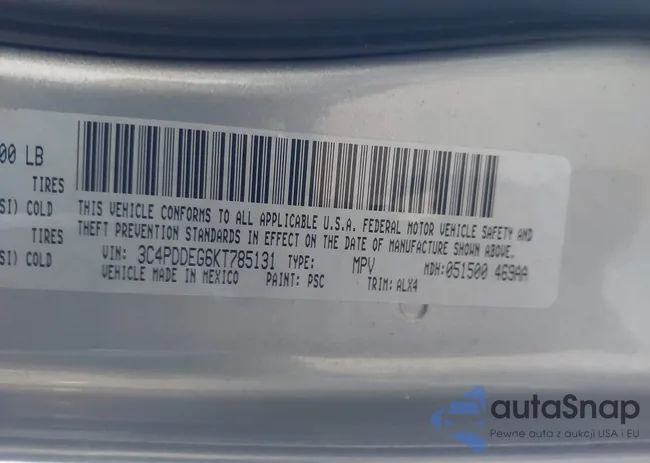 00 LB
TIRES
SI) COLD
TIRES
SI) COLD
THIS VEHICLE CONFORMS TO ALL APPLICABLE U.S.A. FEDERAL MOTOR VEHICLE SAFETY AND
THEFT PREVENTION STANDARDS IN EFFECT ON THE DATE OF MANUFACTURE SHOWN ABOVE.
VIN: 3C4PDDEG6KT785131 TYPE: MPV MDH: 051500 469AA
VEHICLE MADE IN MEXICO PAINT: PSC TRIM: ALX4
autaSnap
Pewne auta z aukcji USA i EU